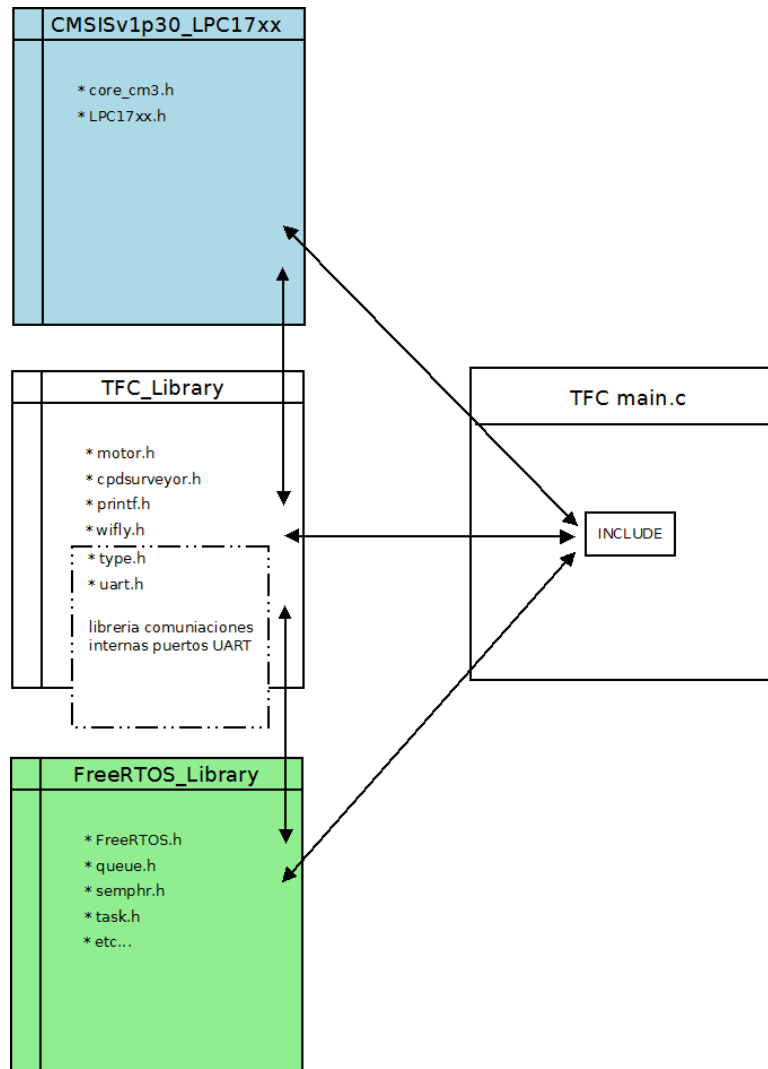 CMSISv1p30_LPC17xx
* core_cm3.h
* LPC17xx.h
TFC_Library
* motor.h
* cpdsurveyor.h
* printf.h
* wifly.h
* type.h
* uart.h
libreria comuniaciones
internas puertos UART
TFC main.c
INCLUDE
FreeRTOS_Library
* FreeRTOS.h
* queue.h
* semphr.h
* task.h
* etc...